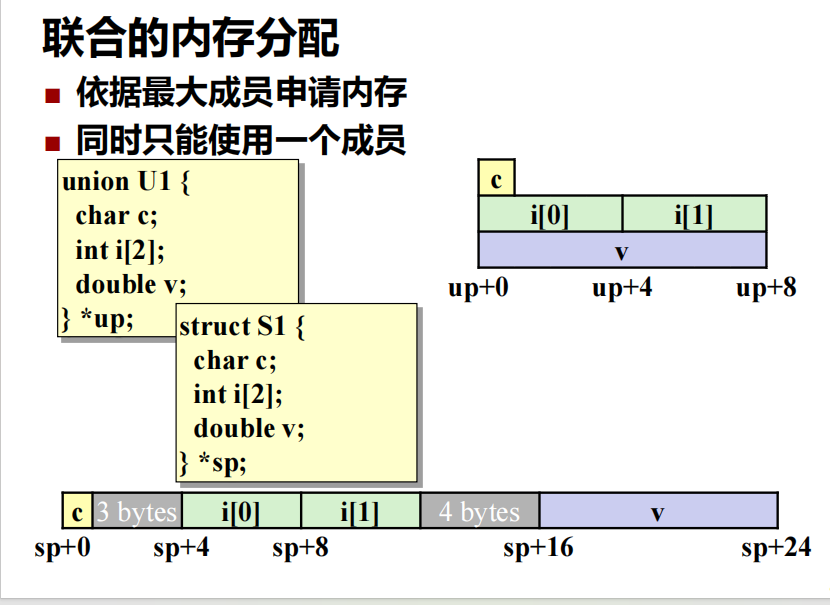 联合的内存分配
依据最大成员申请内存
同时只能使用一个成员
union U1 {
char c;
int i[2];
double v;
} *up;
struct S1 {
char c;
int i[2];
double v;
} *sp;
c
i[0] i[1]
v
up+0 up+4 up+8
c 3 bytes i[0] i[1] 4 bytes v
sp+0 sp+4 sp+8 sp+16 sp+24